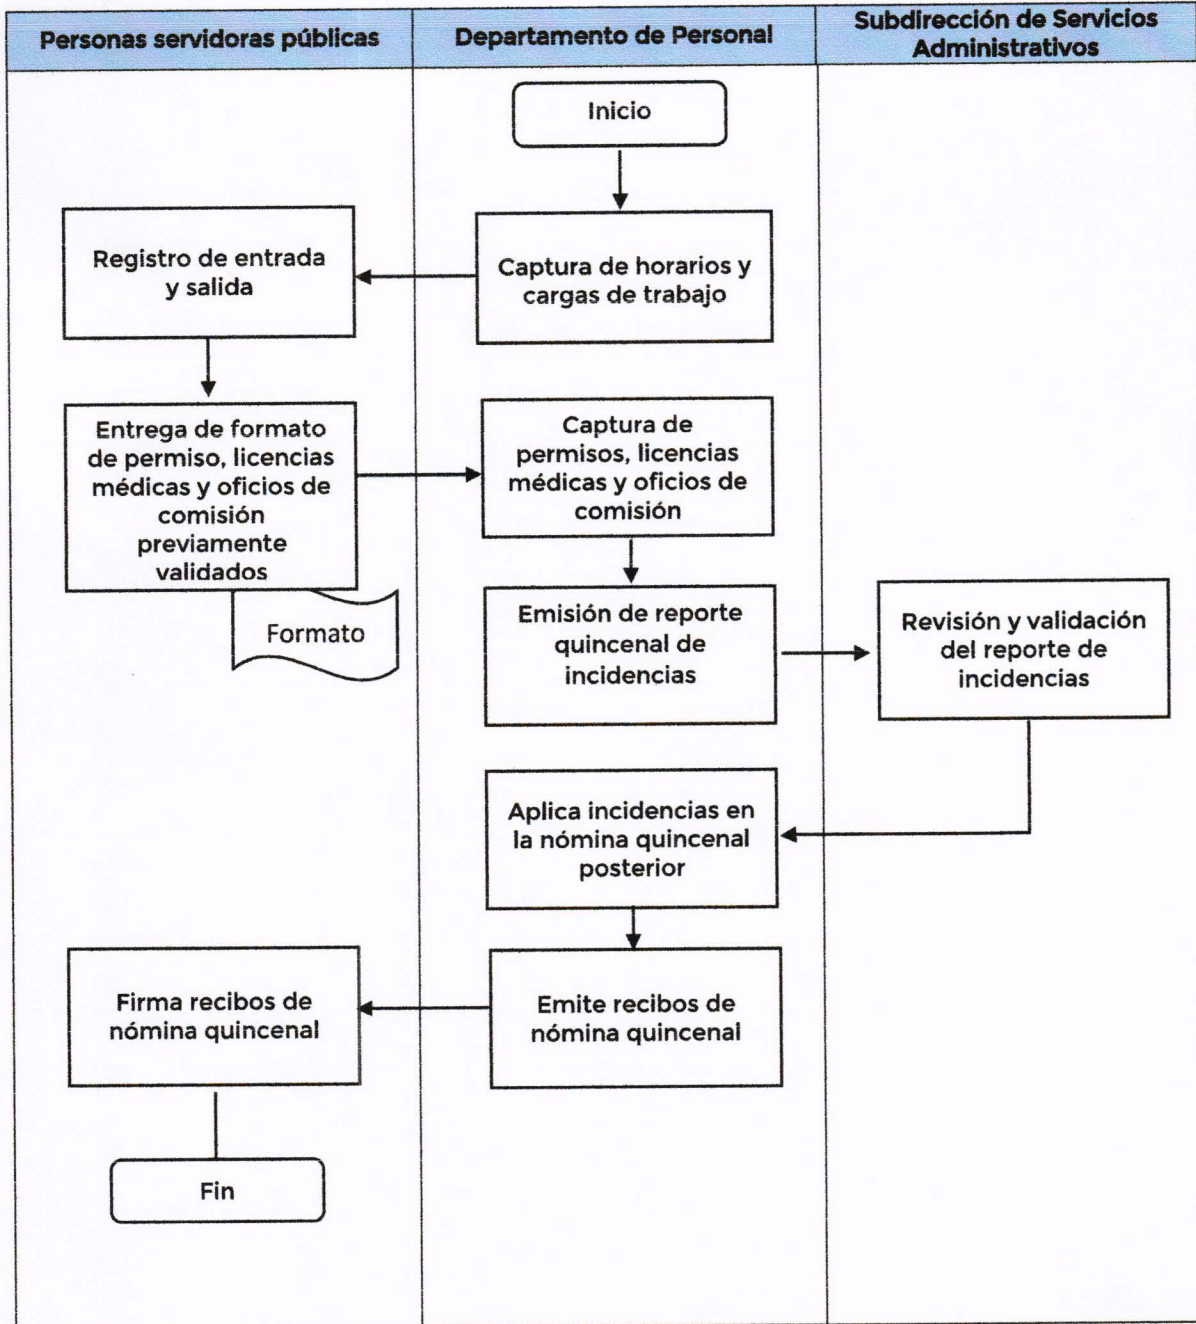 Personas servidoras públicas
Departamento de Personal
Subdirección de Servicios
Administrativos
Inicio
Captura de horarios y
cargas de trabajo
Registro de entrada
y salida
Entrega de formato
de permiso, licencias
médicas y oficios de
comisión
previamente
validados
Formato
Captura de
permisos, licencias
médicas y oficios de
comisión
Emisión de reporte
quincenal de
incidencias
Revisión y validación
del reporte de
incidencias
Aplica incidencias en
la nómina quincenal
posterior
Emite recibos de
nómina quincenal
Firma recibos de
nómina quincenal
Fin